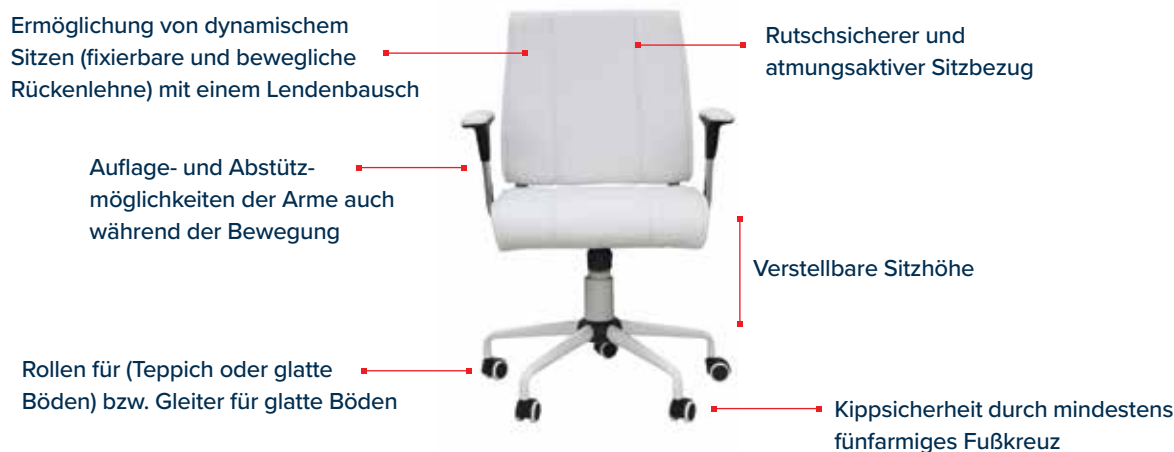 Ermöglichung von dynamischem
Sitzen (fixierbare und bewegliche
Rückenlehne) mit einem Lendenbausch
Rutschsicherer und
atmungsaktiver Sitzbezug
Auflage- und Abstütz-
möglichkeiten der Arme auch
während der Bewegung
Verstellbare Sitzhöhe
Rollen für (Teppich oder glatte
Böden) bzw. Gleiter für glatte Böden
Kippsicherheit durch mindestens
fünfarmiges Fußkreuz